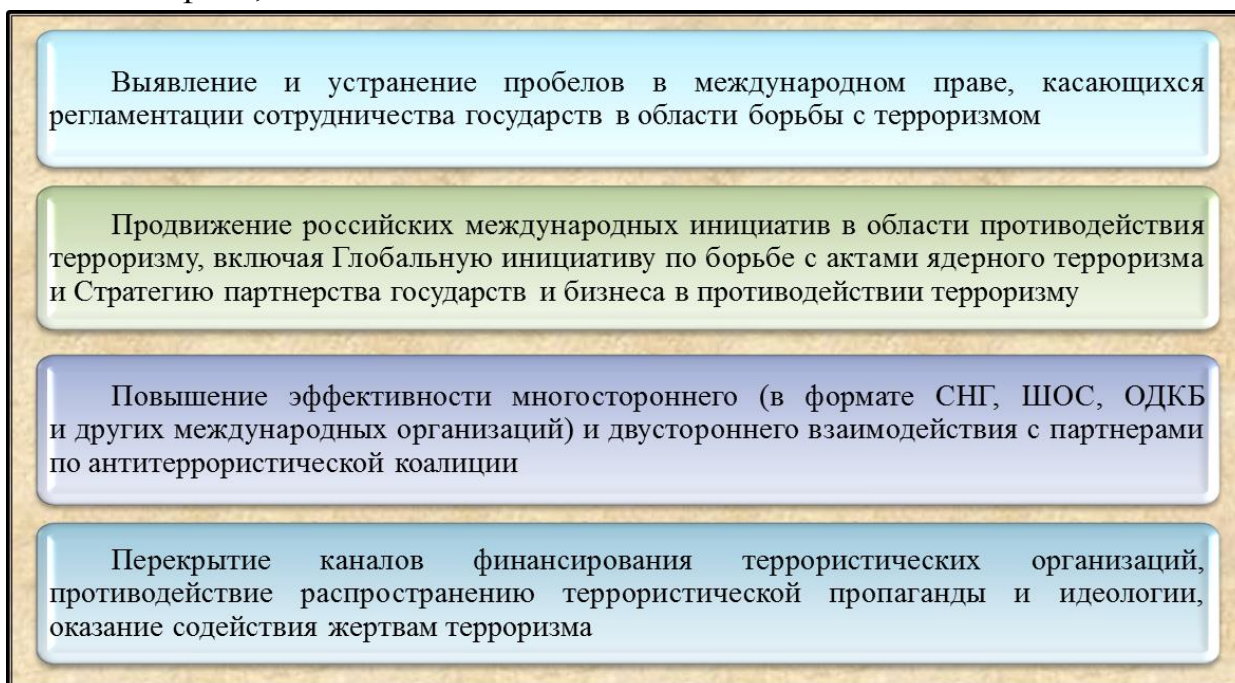 Выявление и устранение пробелов в международном праве, касающихся
регламентации сотрудничества государств в области борьбы с терроризмом
Продвижение российских международных инициатив в области противодействия
терроризму, включая Глобальную инициативу по борьбе с актами ядерного терроризма
и Стратегию партнерства государств и бизнеса в противодействии терроризму
Повышение эффективности многостороннего (в формате СНГ, ШОС, ОДКБ
и других международных организаций) и двустороннего взаимодействия с партнерами
по антитеррористической коалиции
Перекрытие каналов финансирования террористических организаций,
противодействие распространению террористической пропаганды и идеологии,
оказание содействия жертвам терроризма